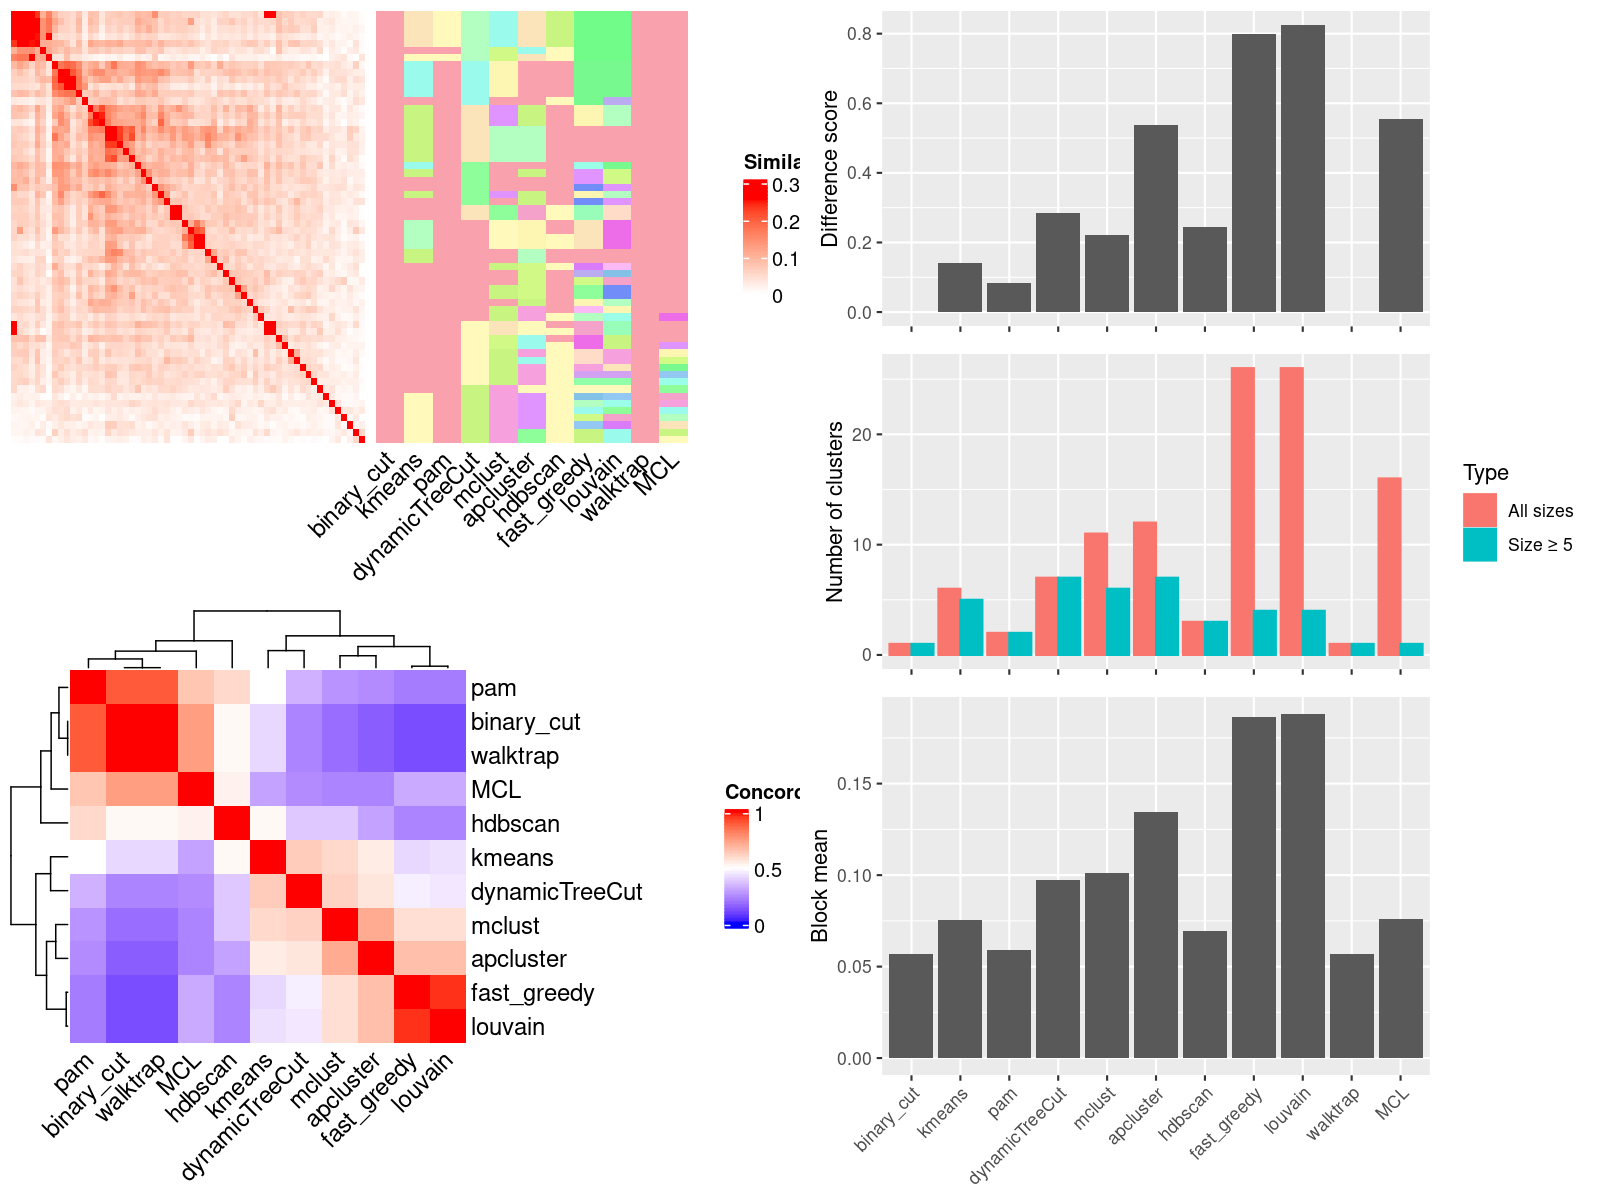 Simila
0.3
0.2
0.1
0
binary_cut
kmeans
pam
dynamicTreeCut
mclust
apcluster
hdbscan
fast_greedy
louvain
walktrap
MCL
pam
binary_cut
walktrap
MCL
hdbscan
kmeans
dynamicTreeCut
mclust
apcluster
fast_greedy
louvain
Concord
1
0.5
0
pam
binary_cut
walktrap
MCL
hdbscan
kmeans
dynamicTreeCut
mclust
apcluster
fast_greedy
louvain
Difference score
0.8
0.6
0.4
0.2
0.0
Number of clusters
20
10
0
Type
All sizes
Size ≥ 5
Block mean
0.15
0.10
0.05
0.00
binary_cut
kmeans
pam
dynamicTreeCut
mclust
apcluster
hdbscan
fast_greedy
louvain
walktrap
MCL